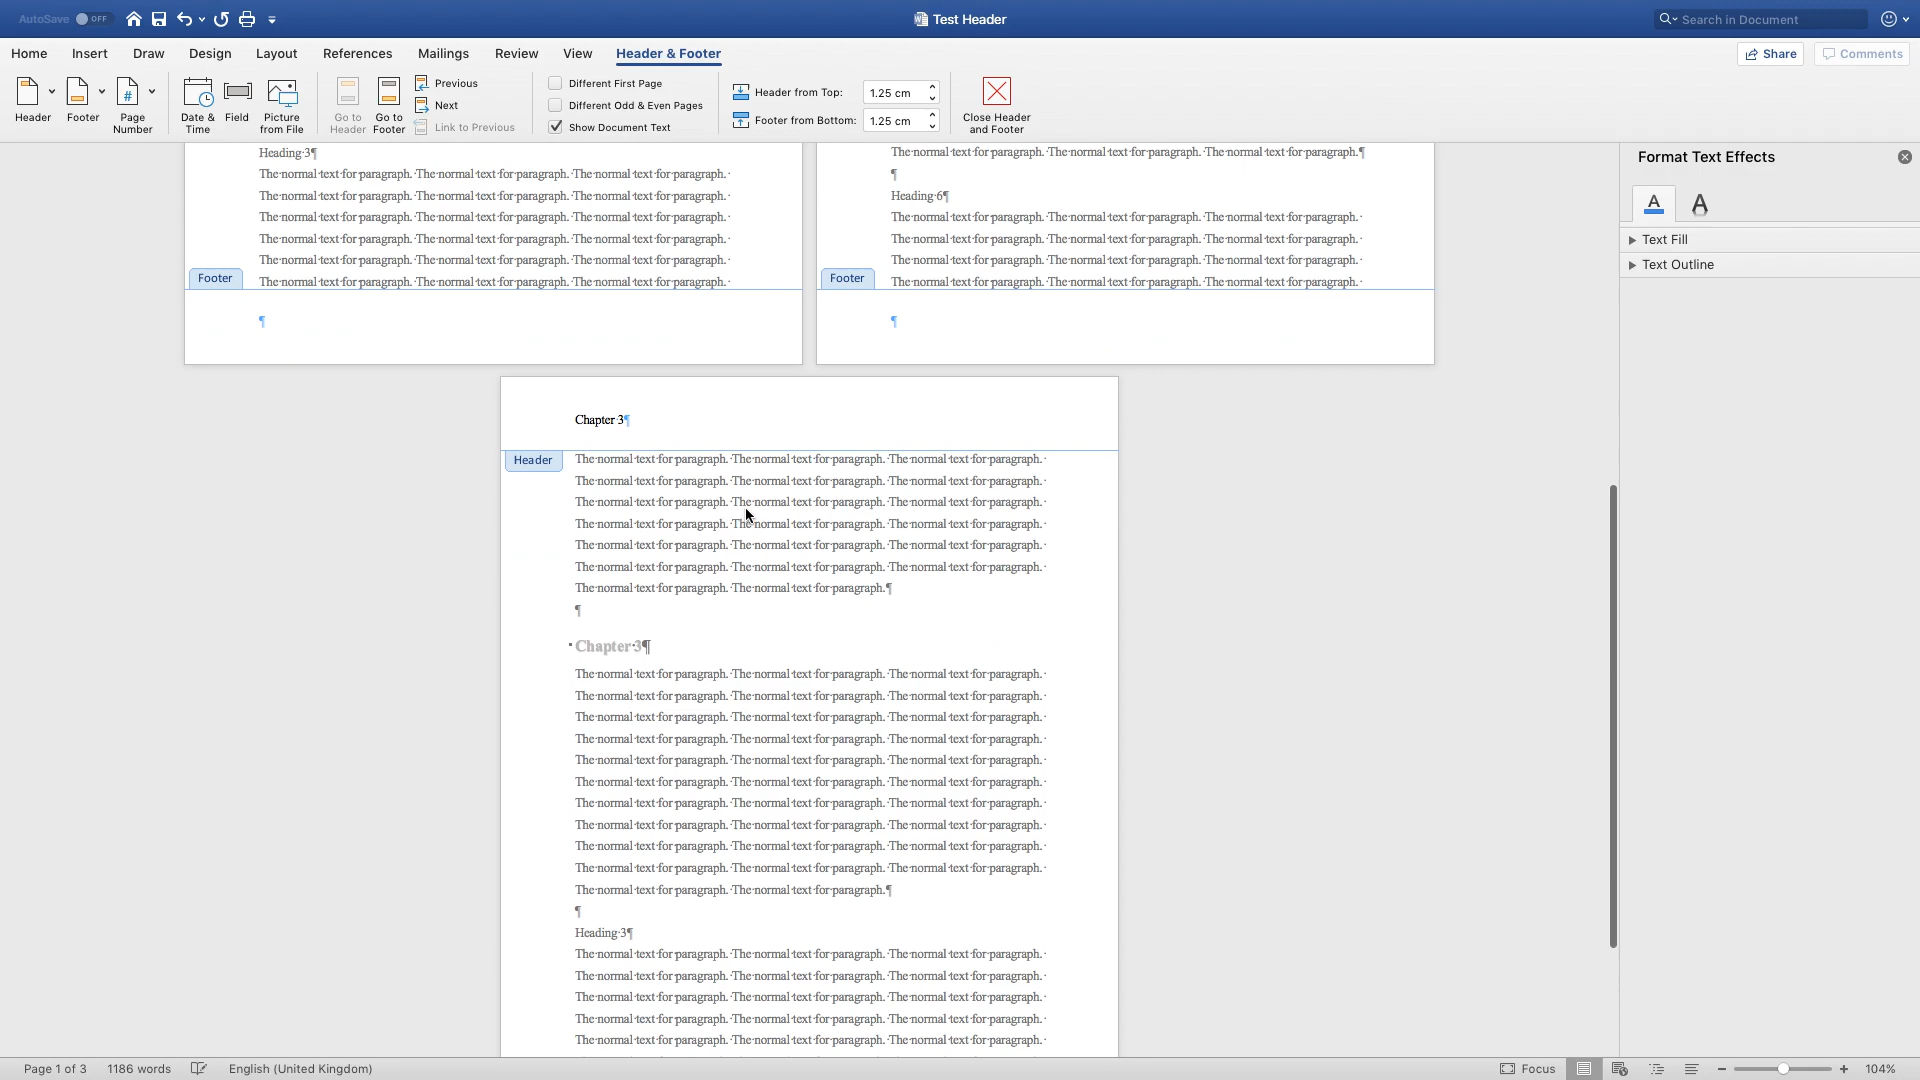 AutoSave OFF
Test Header
Search in Document
Home Insert Draw Design Layout References Mailings Review View Header & Footer
Share Comments
Header
Footer
Page Number
Date & Time
Field
Picture from File
Go to Header
Go to Footer
Previous
Next
Link to Previous
Different First Page
Different Odd & Even Pages
Show Document Text
Header from Top: 1.25 cm
Footer from Bottom: 1.25 cm
Close Header and Footer
Heading·3¶
The·normal·text·for·paragraph.·The·normal·text·for·paragraph.·The·normal·text·for·paragraph.·
The·normal·text·for·paragraph.·The·normal·text·for·paragraph.·The·normal·text·for·paragraph.·
The·normal·text·for·paragraph.·The·normal·text·for·paragraph.·The·normal·text·for·paragraph.·
The·normal·text·for·paragraph.·The·normal·text·for·paragraph.·The·normal·text·for·paragraph.·
The·normal·text·for·paragraph.·The·normal·text·for·paragraph.·The·normal·text·for·paragraph.·
The·normal·text·for·paragraph.·The·normal·text·for·paragraph.·The·normal·text·for·paragraph.·
Footer
¶
The·normal·text·for·paragraph.·The·normal·text·for·paragraph.·The·normal·text·for·paragraph.¶
¶
Heading·6¶
The·normal·text·for·paragraph.·The·normal·text·for·paragraph.·The·normal·text·for·paragraph.·
The·normal·text·for·paragraph.·The·normal·text·for·paragraph.·The·normal·text·for·paragraph.·
The·normal·text·for·paragraph.·The·normal·text·for·paragraph.·The·normal·text·for·paragraph.·
The·normal·text·for·paragraph.·The·normal·text·for·paragraph.·The·normal·text·for·paragraph.·
Footer
¶
Chapter·3¶
Header
The·normal·text·for·paragraph.·The·normal·text·for·paragraph.·The·normal·text·for·paragraph.·
The·normal·text·for·paragraph.·The·normal·text·for·paragraph.·The·normal·text·for·paragraph.·
The·normal·text·for·paragraph.·The·normal·text·for·paragraph.·The·normal·text·for·paragraph.·
The·normal·text·for·paragraph.·The·normal·text·for·paragraph.·The·normal·text·for·paragraph.·
The·normal·text·for·paragraph.·The·normal·text·for·paragraph.·The·normal·text·for·paragraph.·
The·normal·text·for·paragraph.·The·normal·text·for·paragraph.·The·normal·text·for·paragraph.·
The·normal·text·for·paragraph.·The·normal·text·for·paragraph.¶
¶
Chapter·3¶
The·normal·text·for·paragraph.·The·normal·text·for·paragraph.·The·normal·text·for·paragraph.·
The·normal·text·for·paragraph.·The·normal·text·for·paragraph.·The·normal·text·for·paragraph.·
The·normal·text·for·paragraph.·The·normal·text·for·paragraph.·The·normal·text·for·paragraph.·
The·normal·text·for·paragraph.·The·normal·text·for·paragraph.·The·normal·text·for·paragraph.·
The·normal·text·for·paragraph.·The·normal·text·for·paragraph.·The·normal·text·for·paragraph.·
The·normal·text·for·paragraph.·The·normal·text·for·paragraph.·The·normal·text·for·paragraph.·
The·normal·text·for·paragraph.·The·normal·text·for·paragraph.·The·normal·text·for·paragraph.·
The·normal·text·for·paragraph.·The·normal·text·for·paragraph.·The·normal·text·for·paragraph.·
The·normal·text·for·paragraph.·The·normal·text·for·paragraph.·The·normal·text·for·paragraph.·
The·normal·text·for·paragraph.·The·normal·text·for·paragraph.·The·normal·text·for·paragraph.·
The·normal·text·for·paragraph.·The·normal·text·for·paragraph.¶
¶
Heading·3¶
The·normal·text·for·paragraph.·The·normal·text·for·paragraph.·The·normal·text·for·paragraph.·
The·normal·text·for·paragraph.·The·normal·text·for·paragraph.·The·normal·text·for·paragraph.·
The·normal·text·for·paragraph.·The·normal·text·for·paragraph.·The·normal·text·for·paragraph.·
The·normal·text·for·paragraph.·The·normal·text·for·paragraph.·The·normal·text·for·paragraph.·
The·normal·text·for·paragraph.·The·normal·text·for·paragraph.·The·normal·text·for·paragraph.·
Format Text Effects
A A
Text Fill
Text Outline
Page 1 of 3 1186 words English (United Kingdom)
Focus 104%